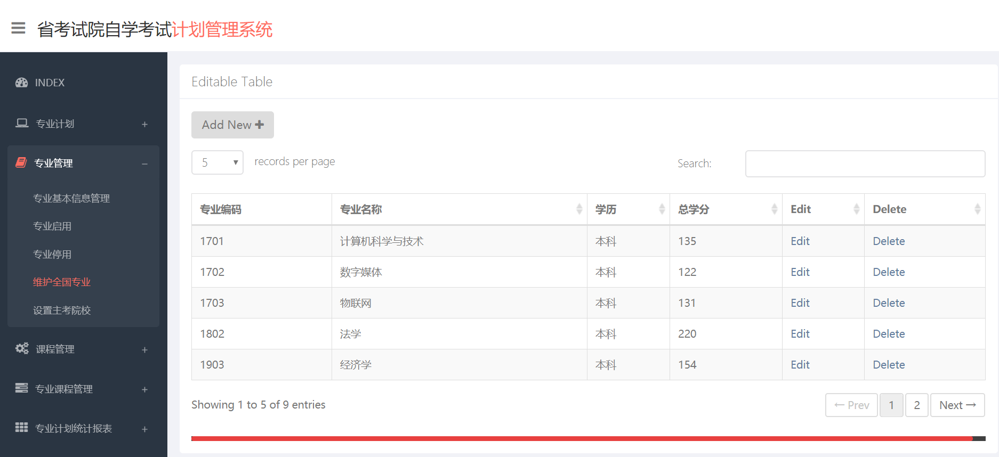 省考试院自学考试计划管理系统
INDEX
专业计划 +
专业管理 −
专业基本信息管理
专业启用
专业停用
维护全国专业
设置主考院校
课程管理 +
专业课程管理 +
专业计划统计报表 +
Editable Table
Add New
5 records per page
Search:
专业编码 专业名称 学历 总学分 Edit Delete
1701 计算机科学与技术 本科 135 Edit Delete
1702 数字媒体 本科 122 Edit Delete
1703 物联网 本科 131 Edit Delete
1802 法学 本科 220 Edit Delete
1903 经济学 本科 154 Edit Delete
Showing 1 to 5 of 9 entries
← Prev 1 2 Next →